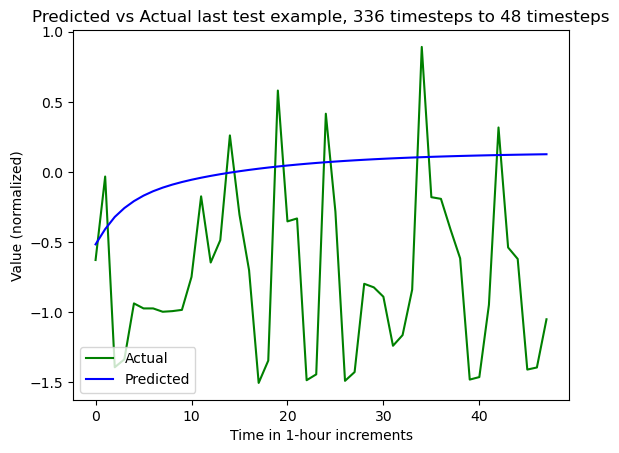 Predicted vs Actual last test example, 336 timesteps to 48 timesteps
Value (normalized)
1.0
0.5
0.0
−0.5
−1.0
−1.5
Actual
Predicted
0 10 20 30 40
Time in 1-hour increments